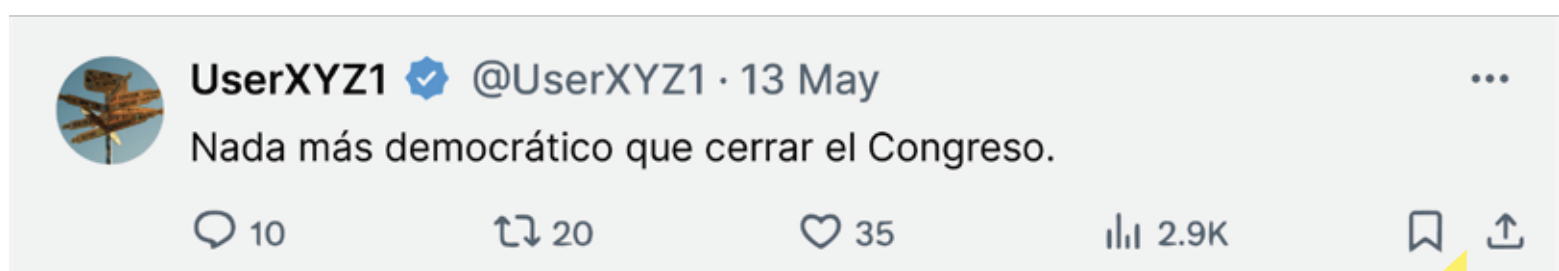 UserXYZ1 @UserXYZ1 · 13 May
Nada más democrático que cerrar el Congreso.
10 20 35 2.9K